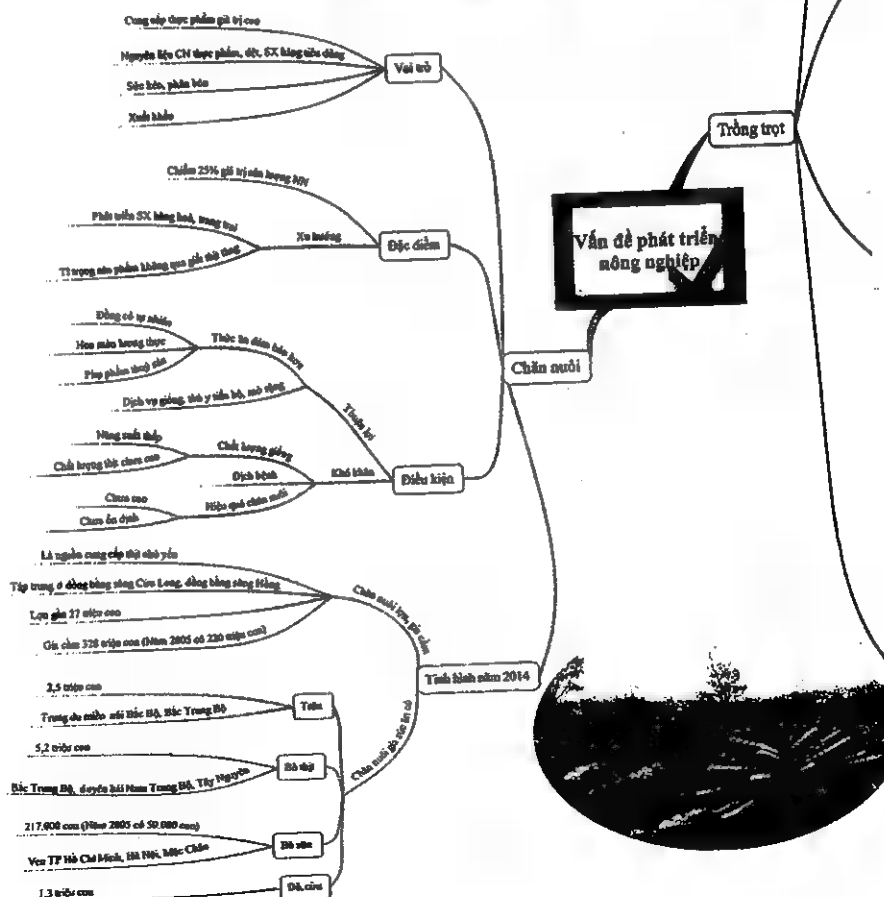 Cung cấp thực phẩm giá trị cao
Nguyên liệu CN thực phẩm, dệt, SX hàng tiêu dùng
Sức kéo, phân bón
Xuất khẩu
Vai trò
Trồng trọt
Vấn đề phát triển
nông nghiệp
Chiếm 25% giá trị sản lượng NN
Phát triển SX hàng hoá, trang trại
Tỉ trọng sản phẩm không qua giết thịt tăng
Xu hướng
Đặc điểm
Chăn nuôi
Đồng cỏ tự nhiên
Hoa màu lương thực
Phụ phẩm thuỷ sản
Thức ăn đảm bảo hơn
Dịch vụ giống, thú y tiến bộ, mở rộng
Thuận lợi
Năng suất thấp
Chất lượng thịt chưa cao
Chất lượng giống
Dịch bệnh
Chưa cao
Chưa ổn định
Hiệu quả chăn nuôi
Khó khăn
Điều kiện
Là nguồn cung cấp thịt chủ yếu
Tập trung ở đồng bằng sông Cửu Long, đồng bằng sông Hồng
Lợn gần 27 triệu con
Gia cầm 328 triệu con (Năm 2005 có 220 triệu con)
Chăn nuôi lợn, gia cầm
Tình hình năm 2014
2,5 triệu con
Trung du miền núi Bắc Bộ, Bắc Trung Bộ
Trâu
5,2 triệu con
Bắc Trung Bộ, duyên hải Nam Trung Bộ, Tây Nguyên
Bò thịt
Chăn nuôi gia súc ăn cỏ
217.000 con (Năm 2005 có 50.000 con)
Ven TP Hồ Chí Minh, Hà Nội, Mộc Châu
Bò sữa
1,3 triệu con
Dê, cừu